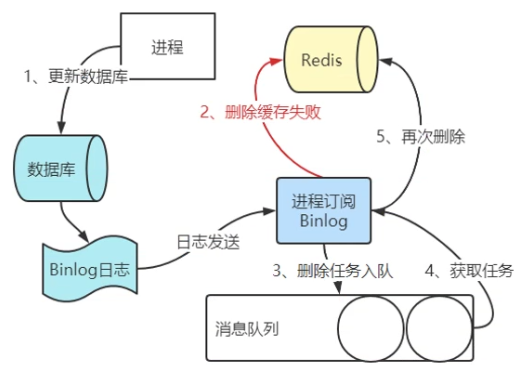 进程
Redis
1、更新数据库
2、删除缓存失败
5、再次删除
数据库
进程订阅
Binlog
日志发送
Binlog日志
3、删除任务入队
4、获取任务
消息队列